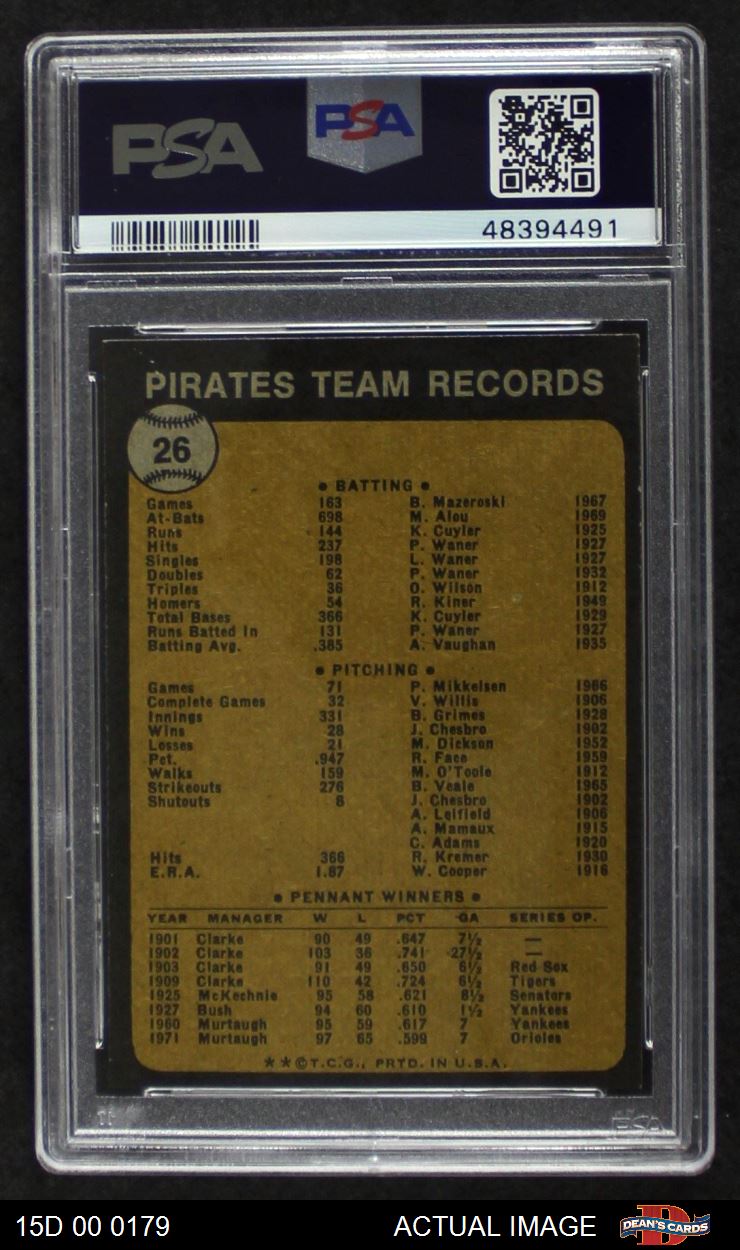 PSA PSA
48394491
PIRATES TEAM RECORDS
26
• BATTING •
Games 163 B. Mazeroski 1967
At-Bats 698 M. Alou 1969
Runs 144 K. Cuyler 1925
Hits 237 P. Waner 1927
Singles 198 L. Waner 1927
Doubles 62 P. Waner 1932
Triples 36 O. Wilson 1912
Homers 54 R. Kiner 1949
Total Bases 366 K. Cuyler 1929
Runs Batted In 131 P. Waner 1927
Batting Avg. .385 A. Vaughan 1935
• PITCHING •
Games 71 P. Mikkelsen 1966
Complete Games 32 V. Willis 1906
Innings 331 B. Grimes 1928
Wins 28 J. Chesbro 1902
Losses 21 M. Dickson 1952
Pct. .947 R. Face 1959
Walks 159 M. O'Toole 1912
Strikeouts 276 B. Veale 1965
Shutouts 8 J. Chesbro 1902
A. Leifield 1906
A. Mamaux 1915
C. Adams 1920
Hits 366 R. Kremer 1930
E.R.A. 1.87 W. Cooper 1916
• PENNANT WINNERS •
YEAR MANAGER W L PCT GA SERIES OP.
1901 Clarke 90 49 .647 7½ —
1902 Clarke 103 36 .741 27½ —
1903 Clarke 91 49 .650 6½ Red Sox
1909 Clarke 110 42 .724 6½ Tigers
1925 McKechnie 95 58 .621 8½ Senators
1927 Bush 94 60 .610 1½ Yankees
1960 Murtaugh 95 59 .617 7 Yankees
1971 Murtaugh 97 65 .599 7 Orioles
**©T.C.G., PRTD. IN U.S.A.
PSA
15D 00 0179 ACTUAL IMAGE DEAN'S CARDS